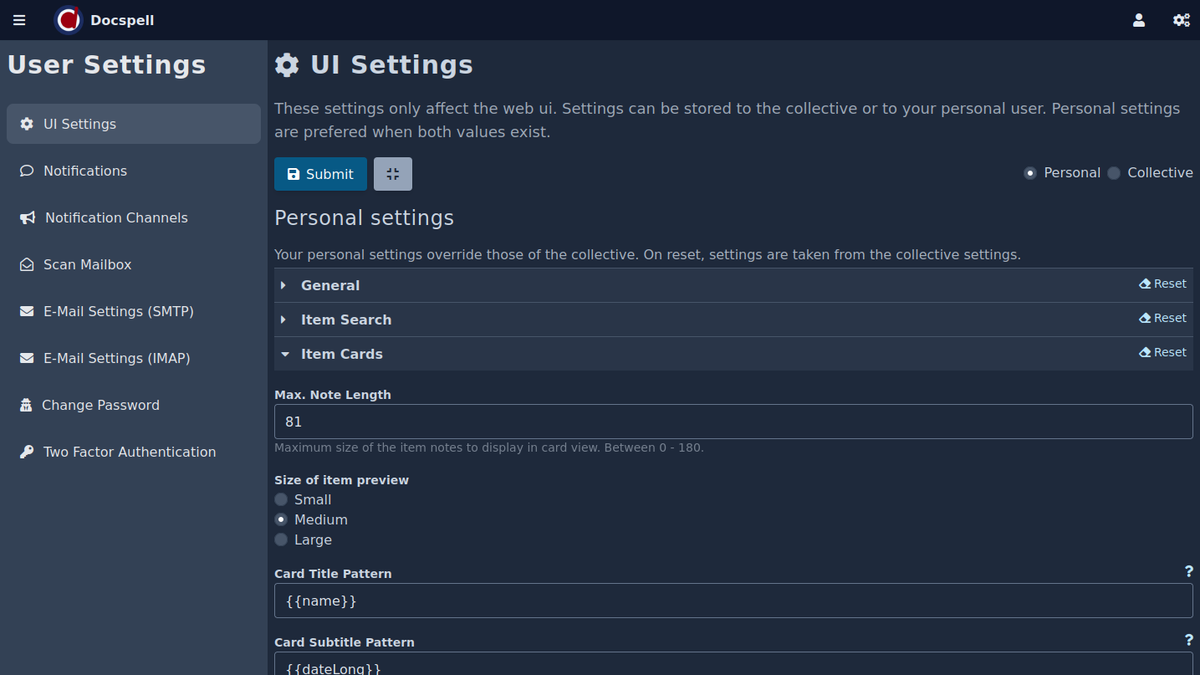 Docspell
User Settings
UI Settings
Notifications
Notification Channels
Scan Mailbox
E-Mail Settings (SMTP)
E-Mail Settings (IMAP)
Change Password
Two Factor Authentication
UI Settings
These settings only affect the web ui. Settings can be stored to the collective or to your personal user. Personal settings
are prefered when both values exist.
Submit
Personal Collective
Personal settings
Your personal settings override those of the collective. On reset, settings are taken from the collective settings.
General Reset
Item Search Reset
Item Cards Reset
Max. Note Length
81
Maximum size of the item notes to display in card view. Between 0 - 180.
Size of item preview
Small
Medium
Large
Card Title Pattern ?
{{name}}
Card Subtitle Pattern ?
{{dateLong}}